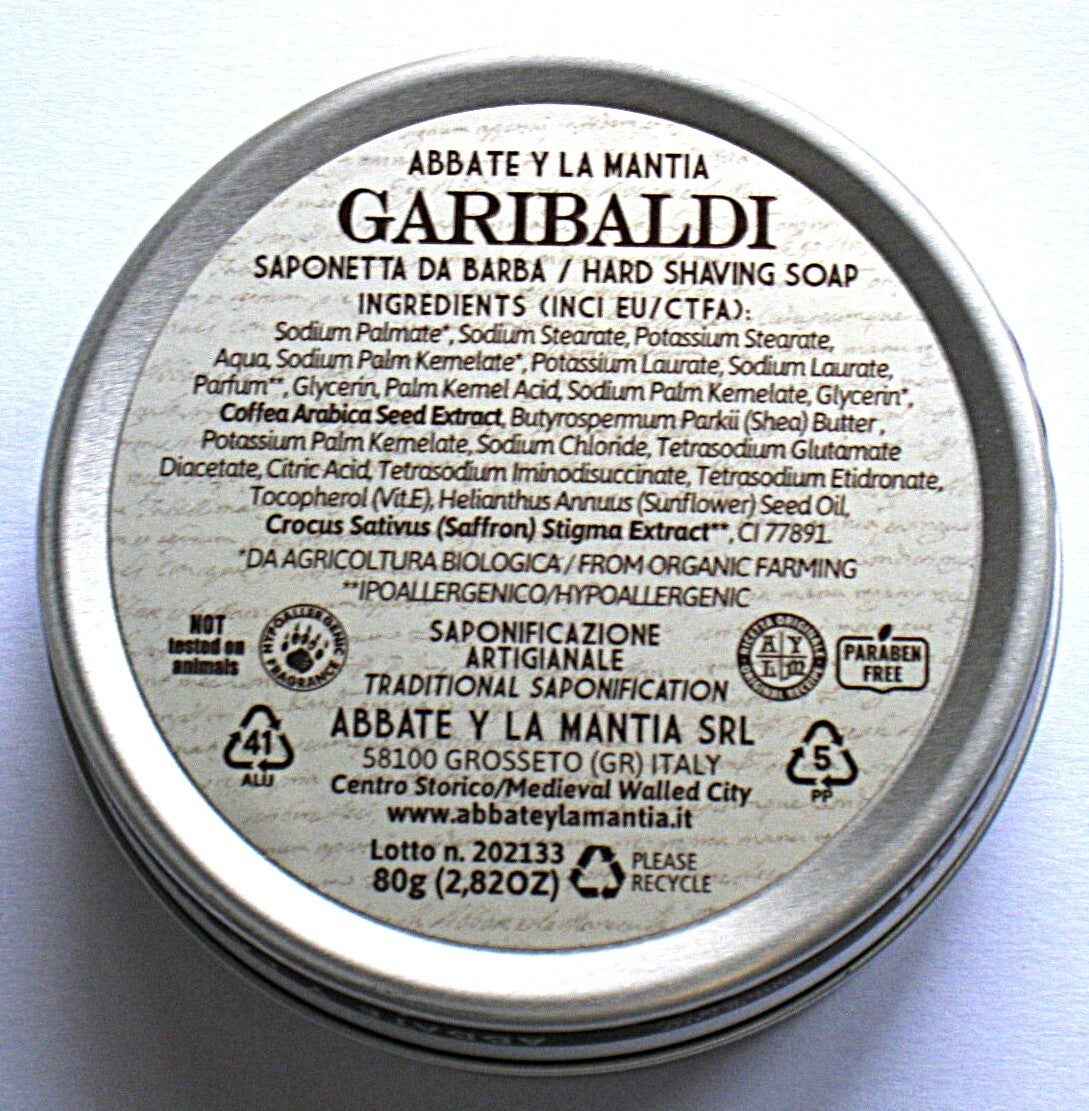 ABBATE Y LA MANTIA
GARIBALDI
SAPONETTA DA BARBA / HARD SHAVING SOAP
INGREDIENTS (INCI EU/CTFA):
Sodium Palmate*, Sodium Stearate, Potassium Stearate,
Aqua, Sodium Palm Kernelate*, Potassium Laurate, Sodium Laurate,
Parfum**, Glycerin, Palm Kernel Acid, Sodium Palm Kernelate, Glycerin*,
Coffea Arabica Seed Extract, Butyrospermum Parkii (Shea) Butter ,
Potassium Palm Kernelate, Sodium Chloride, Tetrasodium Glutamate
Diacetate, Citric Acid, Tetrasodium Iminodisuccinate, Tetrasodium Etidronate,
Tocopherol (Vit.E), Helianthus Annuus (Sunflower) Seed Oil,
Crocus Sativus (Saffron) Stigma Extract**, CI 77891.
*DA AGRICOLTURA BIOLOGICA / FROM ORGANIC FARMING
**IPOALLERGENICO/HYPOALLERGENIC
NOT
tested on
animals
HYPOALLERGENIC
FRAGRANCE
SAPONIFICAZIONE
ARTIGIANALE
TRADITIONAL SAPONIFICATION
RICETTA ORIGINALE
A Y
L M
ORIGINAL RECIPE
PARABEN
FREE
41
ALU
ABBATE Y LA MANTIA SRL
58100 GROSSETO (GR) ITALY
Centro Storico/Medieval Walled City
www.abbateylamantia.it
5
PP
Lotto n. 202133
80g (2,82OZ)
PLEASE
RECYCLE